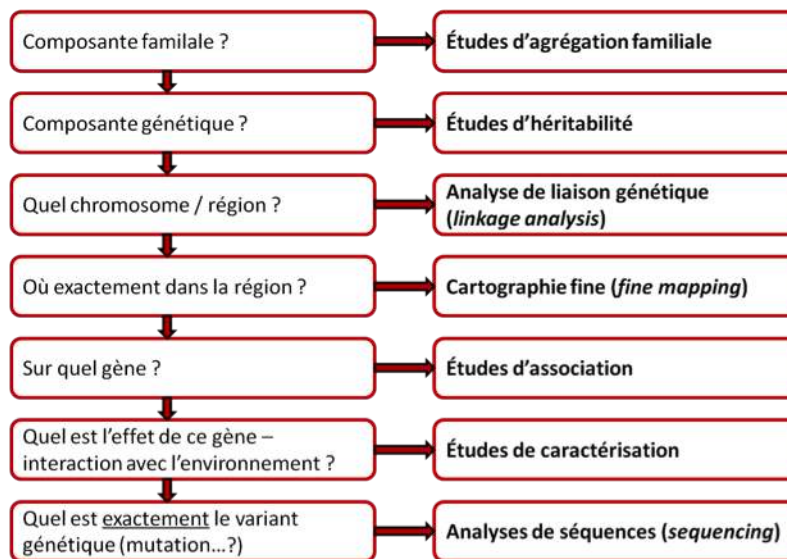 Composante familale ?
Études d'agrégation familiale
Composante génétique ?
Études d'héritabilité
Quel chromosome / région ?
Analyse de liaison génétique
(linkage analysis)
Où exactement dans la région ?
Cartographie fine (fine mapping)
Sur quel gène ?
Études d'association
Quel est l'effet de ce gène –
interaction avec l'environnement ?
Études de caractérisation
Quel est exactement le variant
génétique (mutation...?)
Analyses de séquences (sequencing)